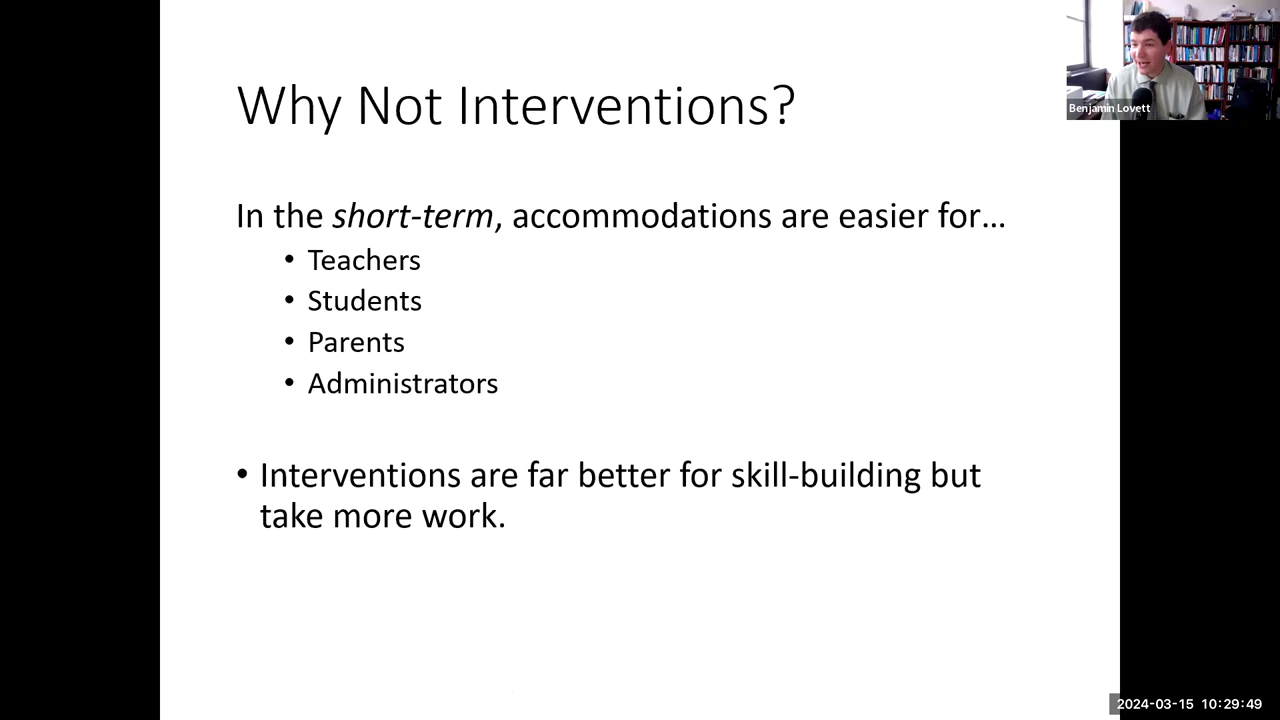 Why Not Interventions?
Benjamin Lovett
In the short-term, accommodations are easier for...
• Teachers
• Students
• Parents
• Administrators
• Interventions are far better for skill-building but
take more work.
2024-03-15 10:29:49